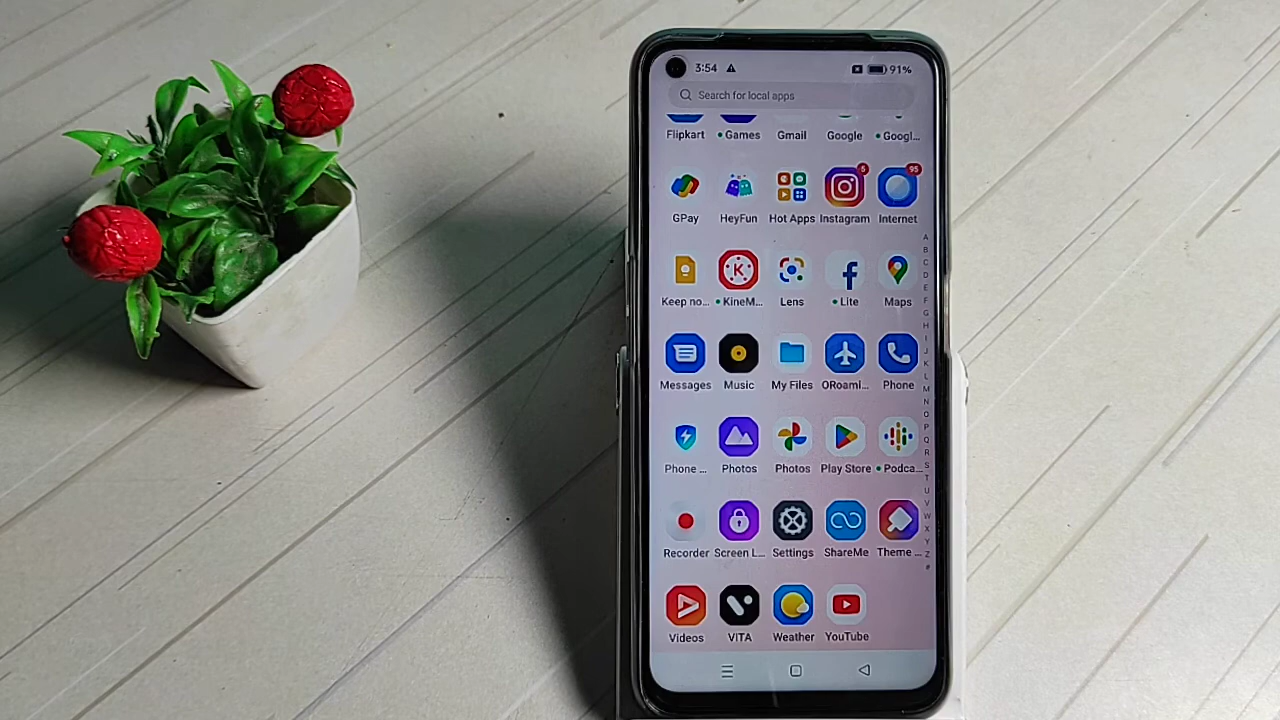 3:54 91%
Search for local apps
Flipkart Games Gmail Google Googl...
5 95
GPay HeyFun Hot Apps Instagram Internet
Keep no... KineM... Lens Lite Maps
Messages Music My Files ORoami... Phone
Phone ... Photos Photos Play Store Podca...
Recorder Screen L... Settings ShareMe Theme ...
Videos VITA Weather YouTube
A
B
C
D
E
F
G
H
I
J
K
L
M
N
O
P
Q
R
S
T
U
V
W
X
Y
Z
#